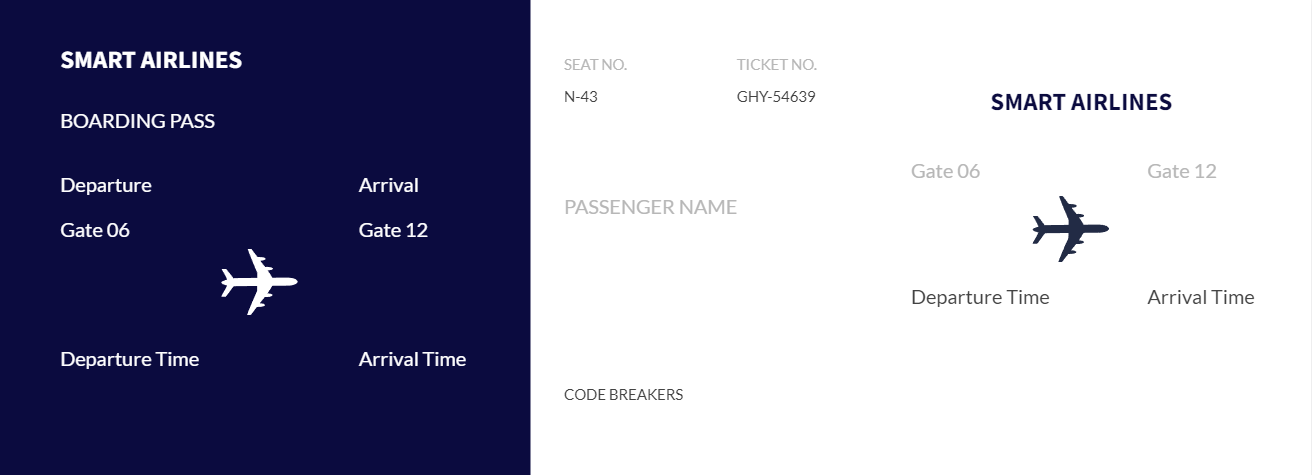 SMART AIRLINES
BOARDING PASS
Departure Arrival
Gate 06 Gate 12
Departure Time Arrival Time
SEAT NO. TICKET NO.
N-43 GHY-54639
PASSENGER NAME
CODE BREAKERS
SMART AIRLINES
Gate 06 Gate 12
Departure Time Arrival Time